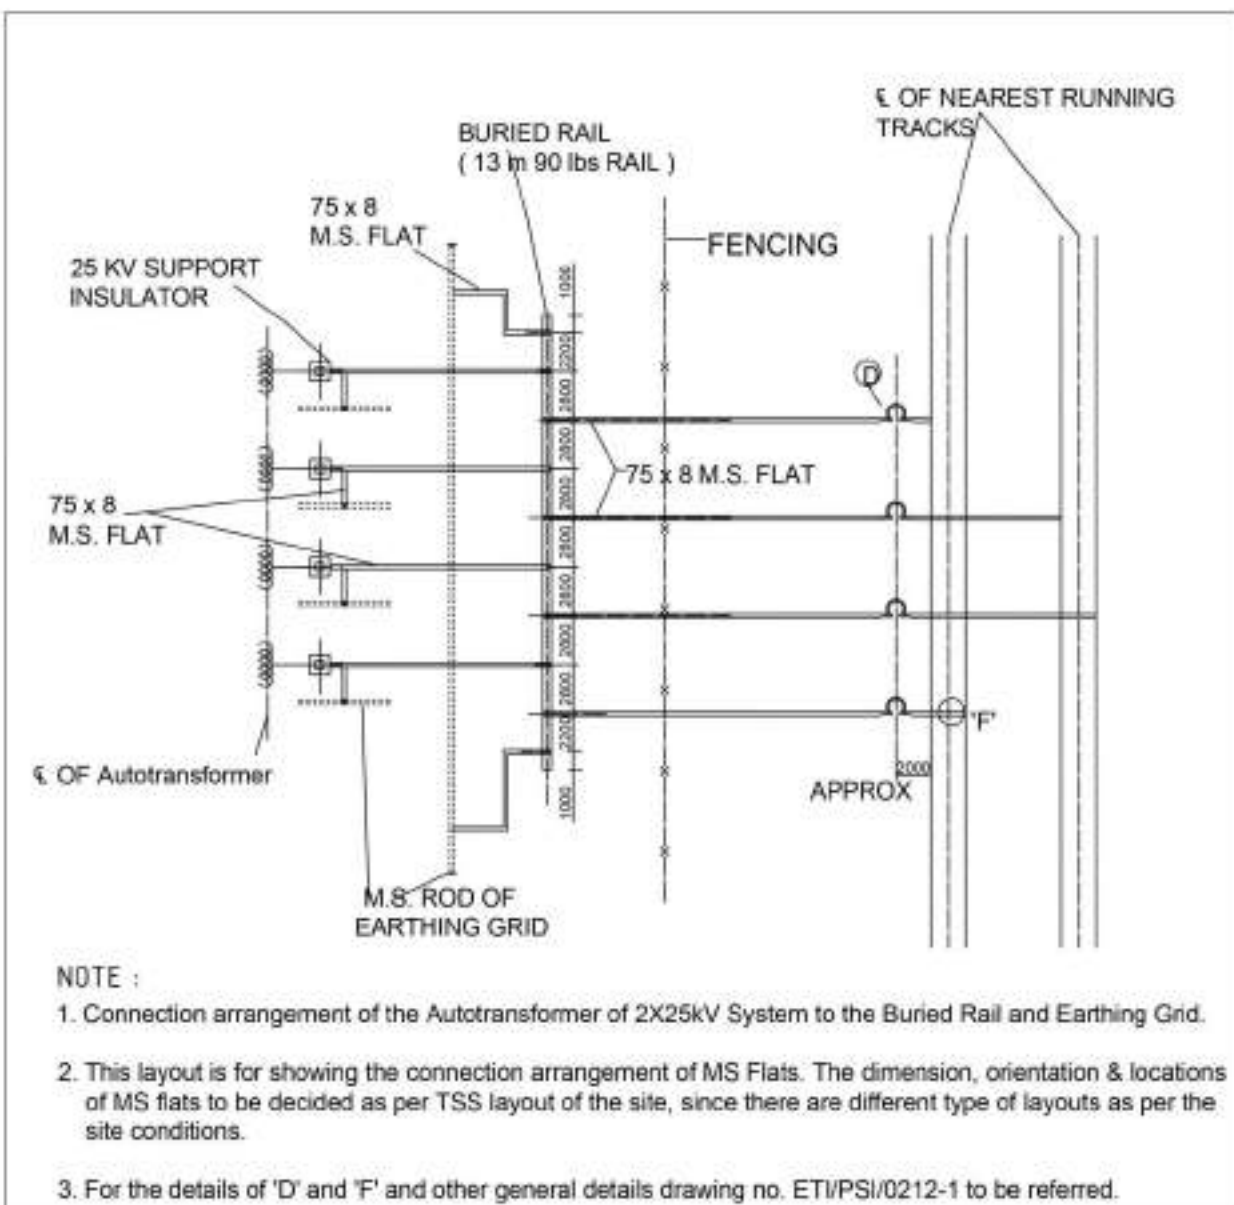 ℄ OF NEAREST RUNNING
TRACKS
BURIED RAIL
( 13 m 90 lbs RAIL )
75 x 8
M.S. FLAT
FENCING
25 KV SUPPORT
INSULATOR
1000
2200
2800
D
2800
75 x 8 M.S. FLAT
2800
75 x 8
M.S. FLAT
2800
2800
2800
2800
2200
'F'
℄ OF Autotransformer
2000
APPROX
1000
M.S. ROD OF
EARTHING GRID
NOTE :
1. Connection arrangement of the Autotransformer of 2X25kV System to the Buried Rail and Earthing Grid.
2. This layout is for showing the connection arrangement of MS Flats. The dimension, orientation & locations
of MS flats to be decided as per TSS layout of the site, since there are different type of layouts as per the
site conditions.
3. For the details of 'D' and 'F' and other general details drawing no. ETI/PSI/0212-1 to be referred.